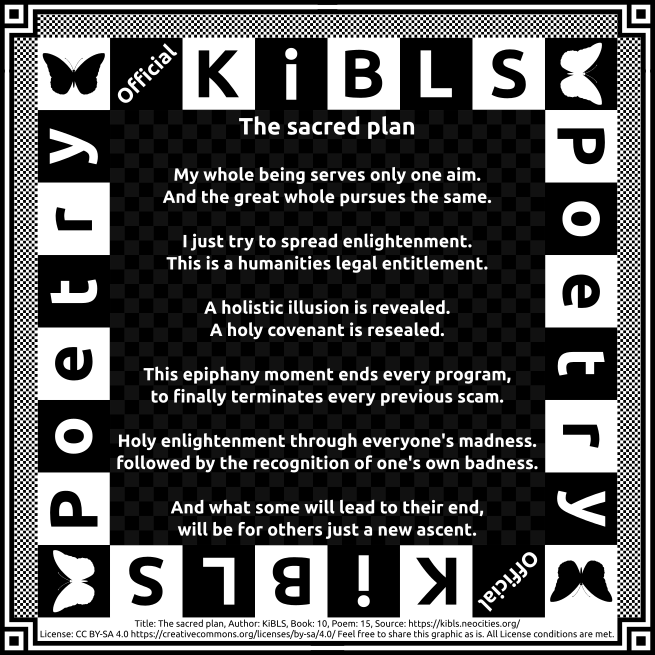 Official KiBLS
Poetry
Poetry
The sacred plan
My whole being serves only one aim.
And the great whole pursues the same.
I just try to spread enlightenment.
This is a humanities legal entitlement.
A holistic illusion is revealed.
A holy covenant is resealed.
This epiphany moment ends every program,
to finally terminates every previous scam.
Holy enlightenment through everyone's madness.
followed by the recognition of one's own badness.
And what some will lead to their end,
will be for others just a new ascent.
Official KiBLS
Title: The sacred plan, Author: KiBLS, Book: 10, Poem: 15, Source: https://kibls.neocities.org/
License: CC BY-SA 4.0 https://creativecommons.org/licenses/by-sa/4.0/ Feel free to share this graphic as is. All License conditions are met.